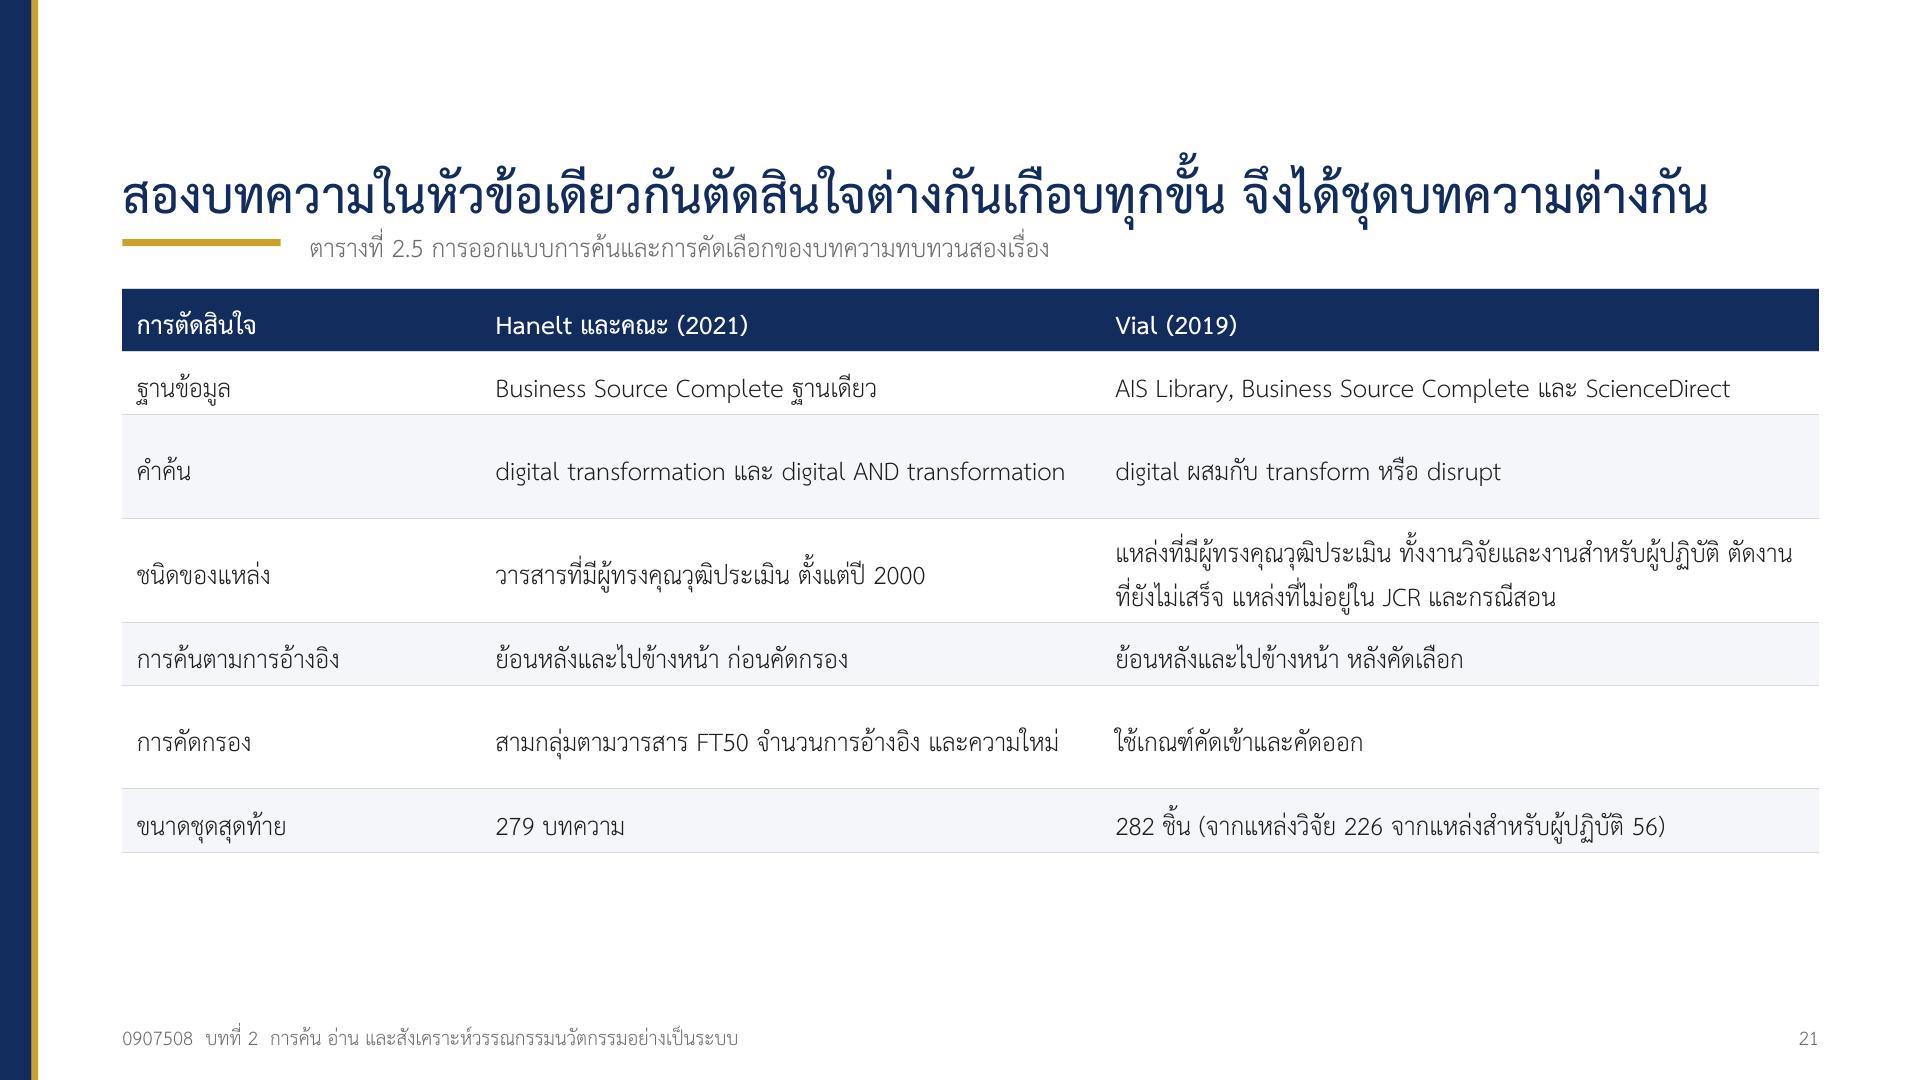 สองบทความในหัวข้อเดียวกันตัดสินใจต่างกันเกือบทุกขั้น จึงได้ชุดบทความต่างกัน
ตารางที่ 2.5 การออกแบบการค้นและการคัดเลือกของบทความทบทวนสองเรื่อง
การตัดสินใจ Hanelt และคณะ (2021) Vial (2019)
ฐานข้อมูล Business Source Complete ฐานเดียว AIS Library, Business Source Complete และ ScienceDirect
คำค้น digital transformation และ digital AND transformation digital ผสมกับ transform หรือ disrupt
ชนิดของแหล่ง วารสารที่มีผู้ทรงคุณวุฒิประเมิน ตั้งแต่ปี 2000 แหล่งที่มีผู้ทรงคุณวุฒิประเมิน ทั้งงานวิจัยและงานสำหรับผู้ปฏิบัติ ตัดงาน
ที่ยังไม่เสร็จ แหล่งที่ไม่อยู่ใน JCR และกรณีสอน
การค้นตามการอ้างอิง ย้อนหลังและไปข้างหน้า ก่อนคัดกรอง ย้อนหลังและไปข้างหน้า หลังคัดเลือก
การคัดกรอง สามกลุ่มตามวารสาร FT50 จำนวนการอ้างอิง และความใหม่ ใช้เกณฑ์คัดเข้าและคัดออก
ขนาดชุดสุดท้าย 279 บทความ 282 ชิ้น (จากแหล่งวิจัย 226 จากแหล่งสำหรับผู้ปฏิบัติ 56)
0907508 บทที่ 2 การค้น อ่าน และสังเคราะห์วรรณกรรมนวัตกรรมอย่างเป็นระบบ 21